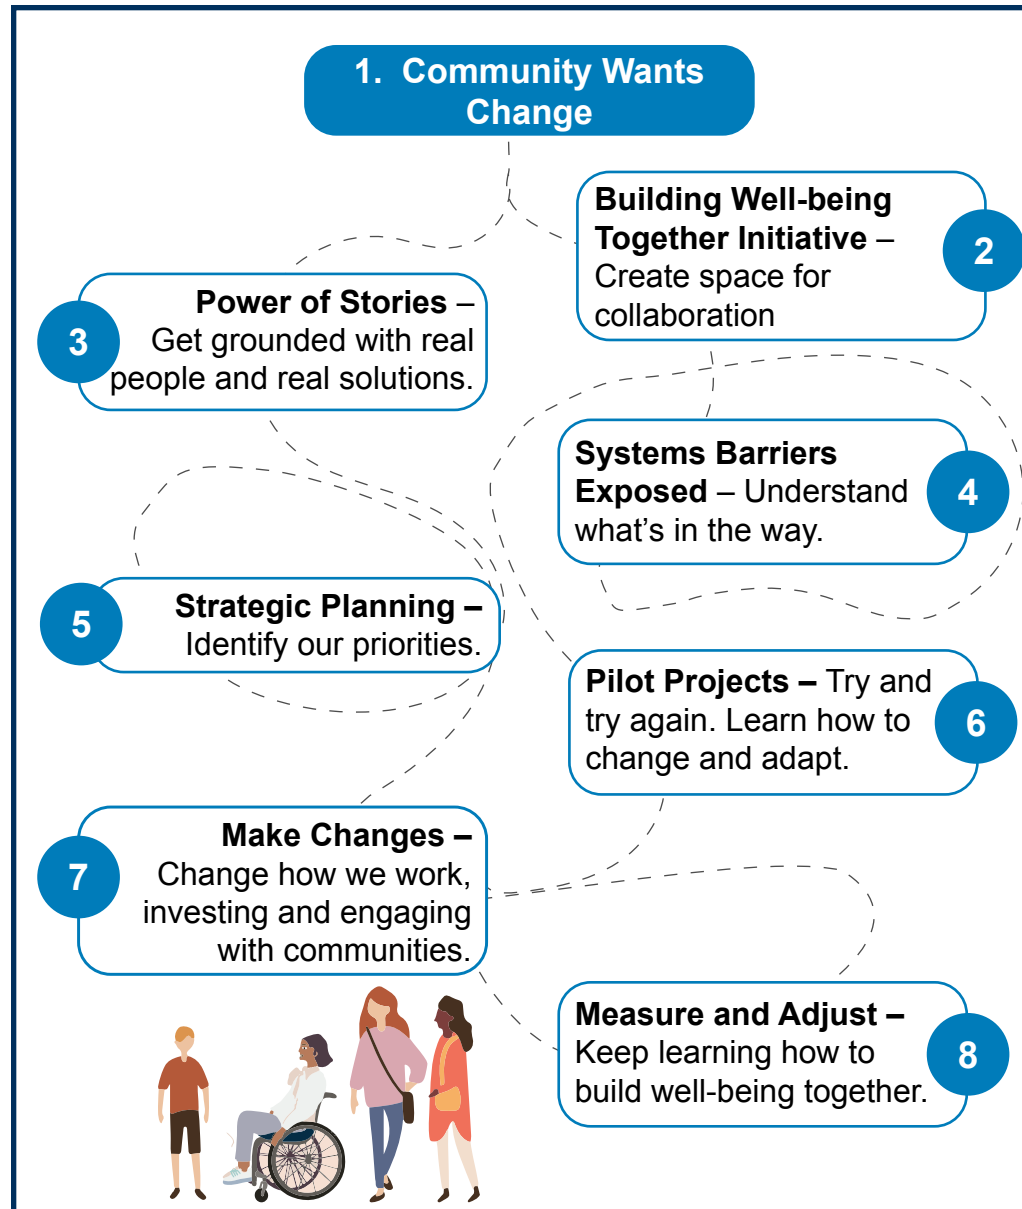 1. Community Wants
Change
Building Well-being
Together Initiative –
Create space for
collaboration
2
3
Power of Stories –
Get grounded with real
people and real solutions.
Systems Barriers
Exposed – Understand
what’s in the way.
4
5
Strategic Planning –
Identify our priorities.
Pilot Projects – Try and
try again. Learn how to
change and adapt.
6
7
Make Changes –
Change how we work,
investing and engaging
with communities.
Measure and Adjust –
Keep learning how to
build well-being together.
8